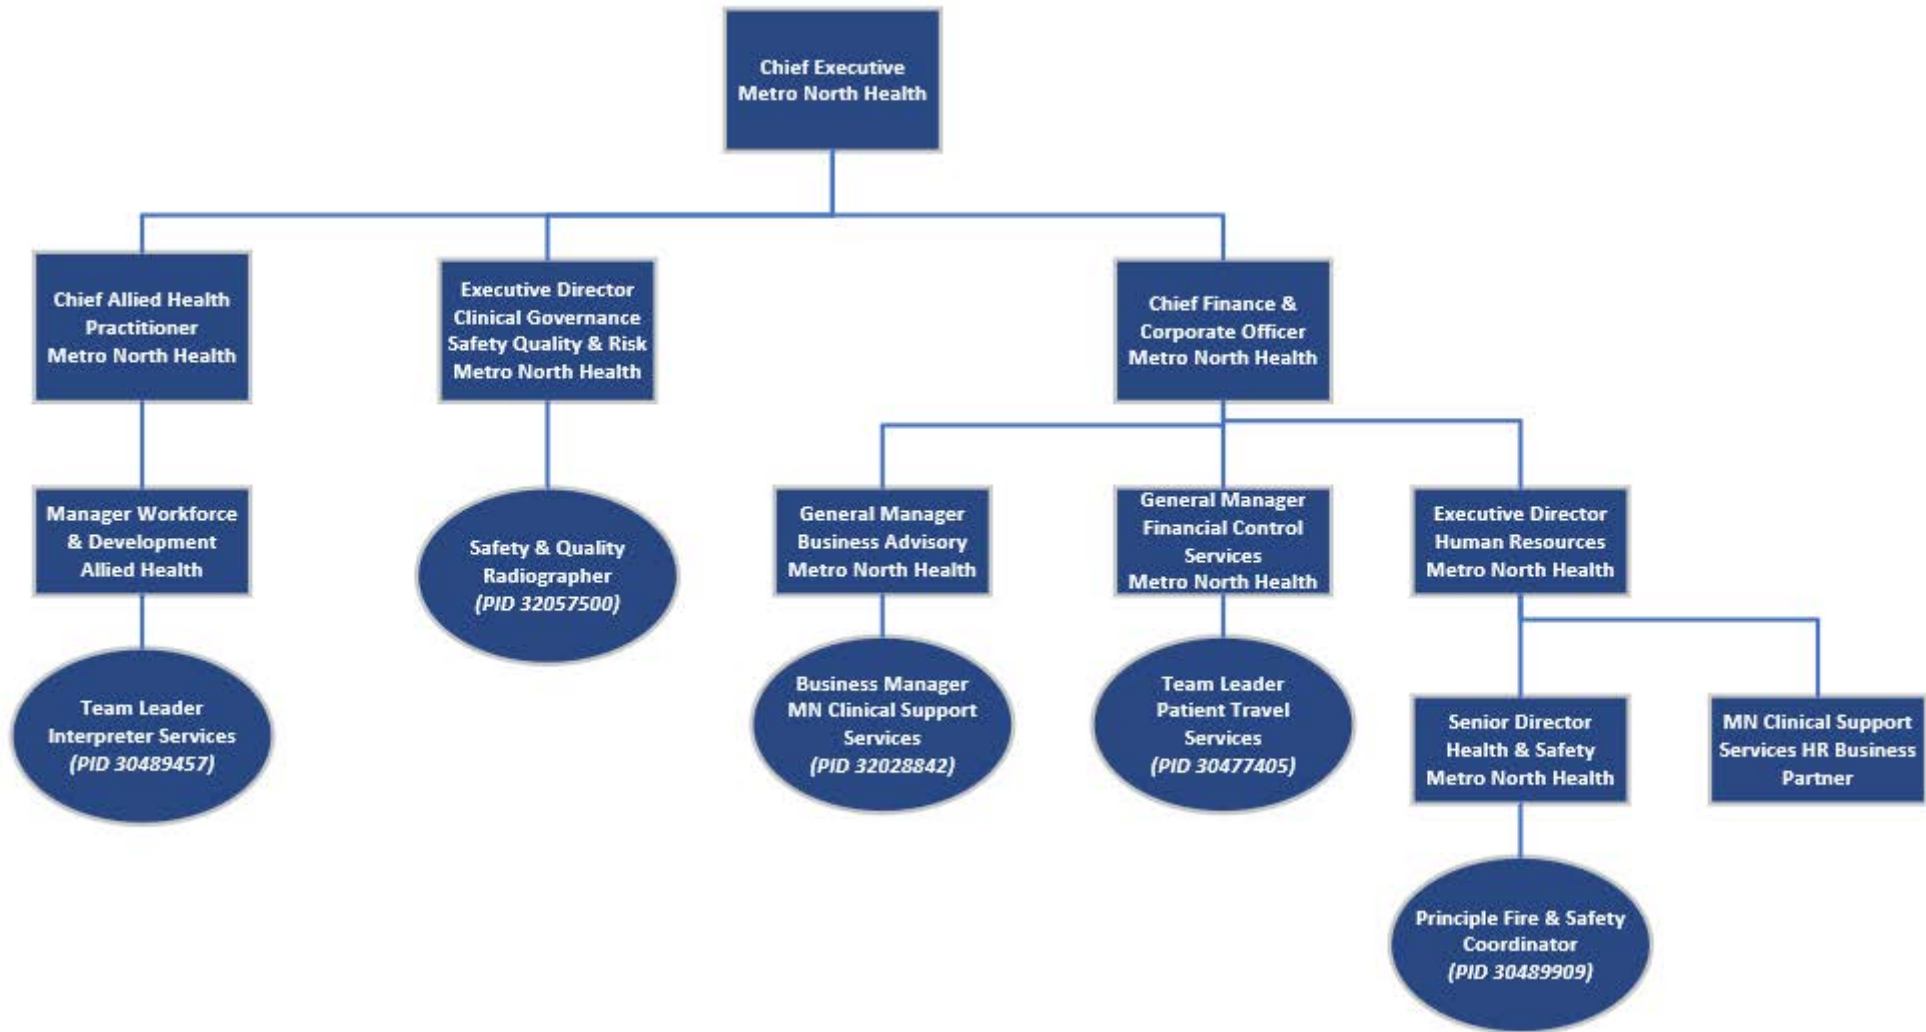 Chief Executive
Metro North Health
Chief Allied Health
Practitioner
Metro North Health
Executive Director
Clinical Governance
Safety Quality & Risk
Metro North Health
Chief Finance &
Corporate Officer
Metro North Health
Manager Workforce
& Development
Allied Health
Safety & Quality
Radiographer
(PID 32057500)
General Manager
Business Advisory
Metro North Health
General Manager
Financial Control
Services
Metro North Health
Executive Director
Human Resources
Metro North Health
Team Leader
Interpreter Services
(PID 30489457)
Business Manager
MN Clinical Support
Services
(PID 32028842)
Team Leader
Patient Travel
Services
(PID 30477405)
Senior Director
Health & Safety
Metro North Health
MN Clinical Support
Services HR Business
Partner
Principle Fire & Safety
Coordinator
(PID 30489909)